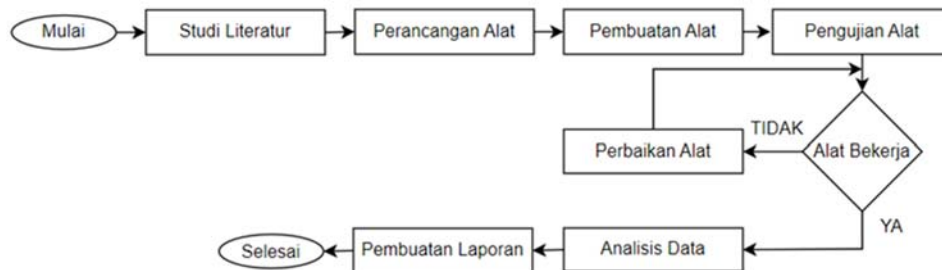 Mulai
Studi Literatur
Perancangan Alat
Pembuatan Alat
Pengujian Alat
TIDAK
Perbaikan Alat
Alat Bekerja
YA
Selesai
Pembuatan Laporan
Analisis Data